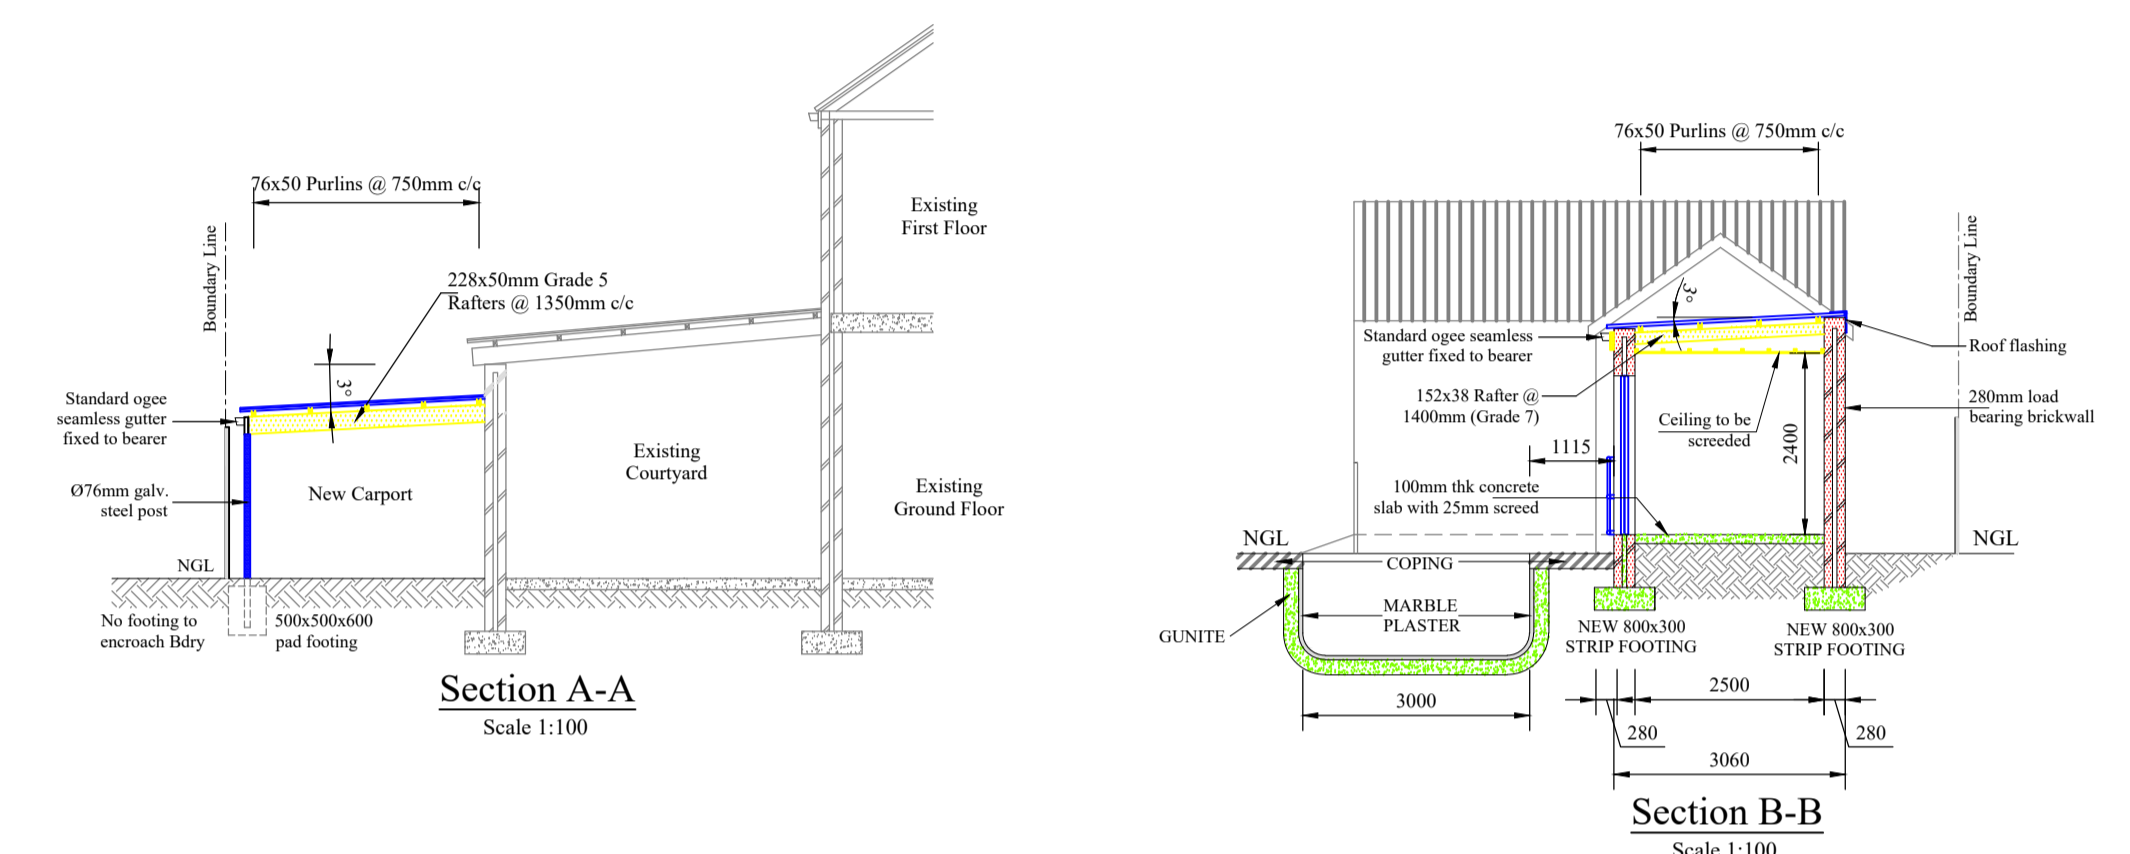 76x50 Purlins @ 750mm c/c
Boundary Line
228x50mm Grade 5
Rafters @ 1350mm c/c
3°
Standard ogee
seamless gutter
fixed to bearer
Ø76mm galv.
steel post
New Carport
Existing
Courtyard
Existing
First Floor
Existing
Ground Floor
NGL
No footing to
encroach Bdry
500x500x600
pad footing
Section A-A
Scale 1:100
76x50 Purlins @ 750mm c/c
Boundary Line
3°
Standard ogee seamless
gutter fixed to bearer
Roof flashing
152x38 Rafter @
1400mm (Grade 7)
280mm load
bearing brickwall
Ceiling to be
screeded
2400
1115
100mm thk concrete
slab with 25mm screed
NGL
NGL
COPING
MARBLE
PLASTER
GUNITE
NEW 800x300
STRIP FOOTING
NEW 800x300
STRIP FOOTING
3000
2500
280
280
3060
Section B-B
Scale 1:100